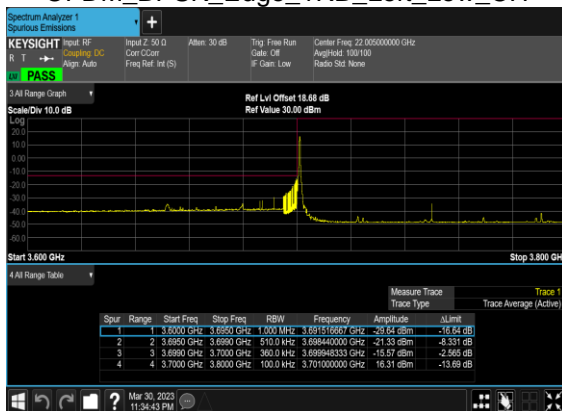 Spectrum Analyzer 1
Spurious Emissions
+
KEYSIGHT Input: RF Input Z: 50 Ω Atten: 30 dB Trig: Free Run Center Freq: 22.005000000 GHz
R T Coupling: DC Corr CCorr Gate: Off Avg|Hold: 100/100
Align: Auto Freq Ref: Int (S) IF Gain: Low Radio Std: None
PASS
3 All Range Graph Ref Lvl Offset 18.68 dB
Scale/Div 10.0 dB Ref Value 30.00 dBm
Log
20.0
10.0
0.00
-10.0
-20.0
-30.0
-40.0
-50.0
-60.0
Start 3.600 GHz Stop 3.800 GH
4 All Range Table
Measure Trace Trace 1
Trace Type Trace Average (Active)
Spur Range Start Freq Stop Freq RBW Frequency Amplitude ΔLimit
1 1 3.6000 GHz 3.6950 GHz 1.000 MHz 3.691516667 GHz -29.64 dBm -16.64 dB
2 2 3.6950 GHz 3.6990 GHz 510.0 kHz 3.698440000 GHz -21.33 dBm -8.331 dB
3 3 3.6990 GHz 3.7000 GHz 360.0 kHz 3.699948333 GHz -15.57 dBm -2.565 dB
4 4 3.7000 GHz 3.8000 GHz 100.0 kHz 3.701000000 GHz 16.31 dBm -13.69 dB
? Mar 30, 2023
11:34:43 PM